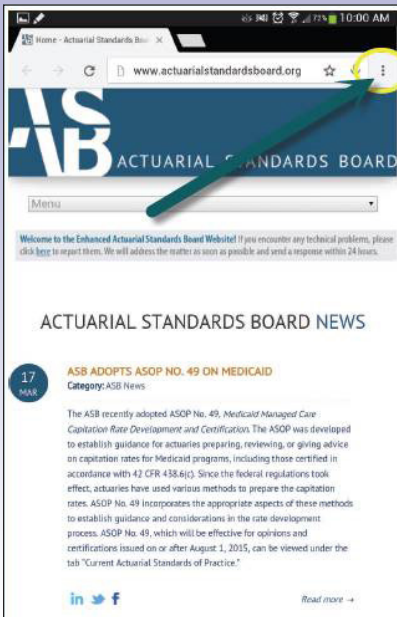 10:00 AM
Home - Actuarial Standards Boa
www.actuarialstandardsboard.org
AS
AB
ACTUARIAL STANDARDS BOARD
Menu
Welcome to the Enhanced Actuarial Standards Board Website! If you encounter any technical problems, please
click here to report them. We will address the matter as soon as possible and send a response within 24 hours.
ACTUARIAL STANDARDS BOARD NEWS
17
MAR
ASB ADOPTS ASOP NO. 49 ON MEDICAID
Category: ASB News
The ASB recently adopted ASOP No. 49, Medicaid Managed Care
Capitation Rate Development and Certification. The ASOP was developed
to establish guidance for actuaries preparing, reviewing, or giving advice
on capitation rates for Medicaid programs, including those certified in
accordance with 42 CFR 438.6(c). Since the federal regulations took
effect, actuaries have used various methods to prepare the capitation
rates. ASOP No. 49 incorporates the appropriate aspects of these methods
to establish guidance and considerations in the rate development
process. ASOP No. 49, which will be effective for opinions and
certifications issued on or after August 1, 2015, can be viewed under the
tab "Current Actuarial Standards of Practice."
in f
Read more →